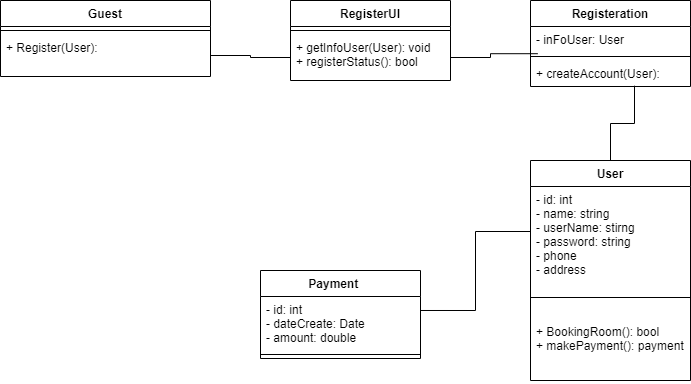 Guest
+ Register(User):
RegisterUI
+ getInfoUser(User): void
+ registerStatus(): bool
Registeration
- inFoUser: User
+ createAccount(User):
User
- id: int
- name: string
- userName: stirng
- password: string
- phone
- address
+ BookingRoom(): bool
+ makePayment(): payment
Payment
- id: int
- dateCreate: Date
- amount: double